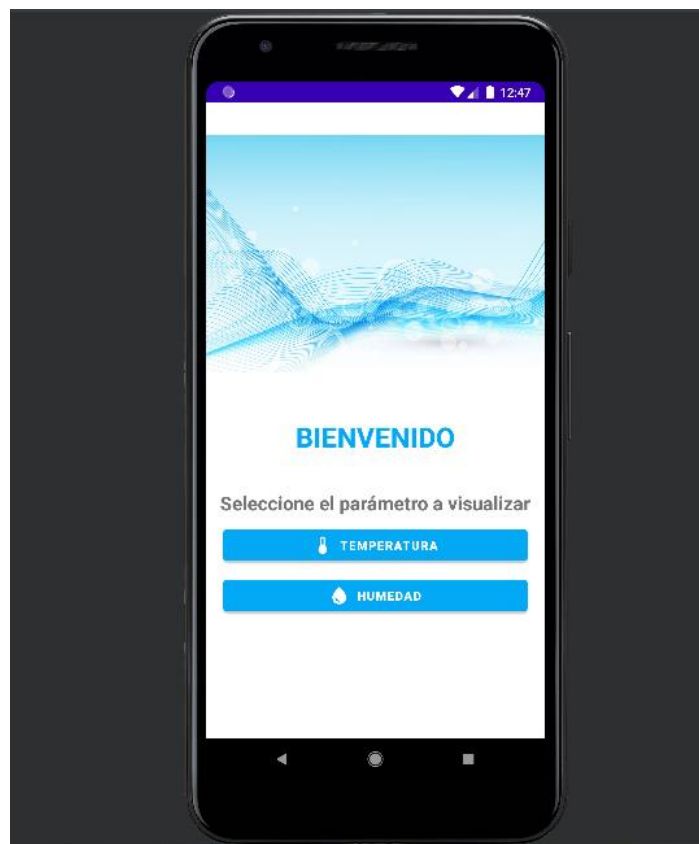 12:47
BIENVENIDO
Seleccione el parámetro a visualizar
TEMPERATURA
HUMEDAD